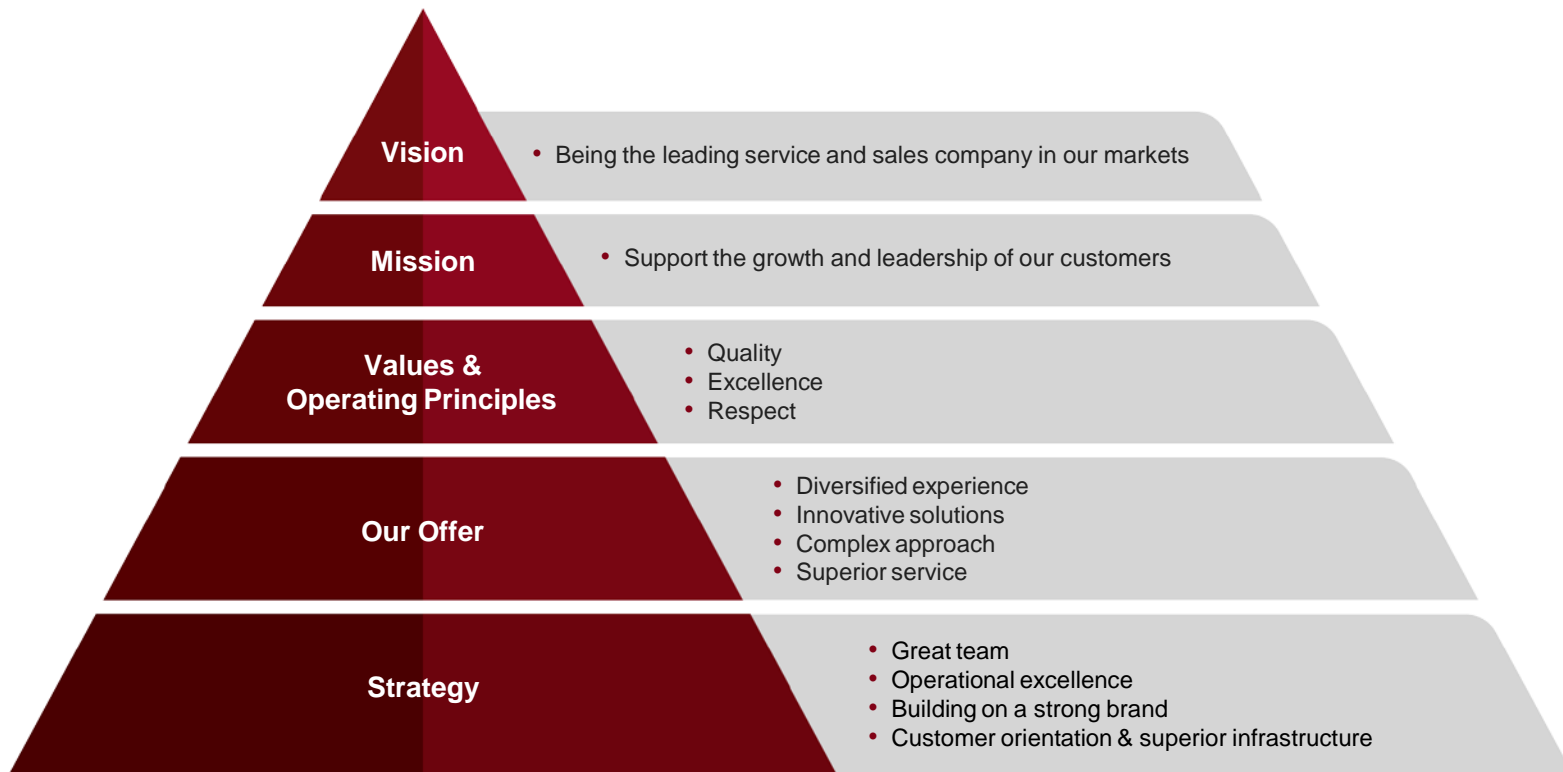 Vision
• Being the leading service and sales company in our markets
Mission
• Support the growth and leadership of our customers
Values &
Operating Principles
• Quality
• Excellence
• Respect
Our Offer
• Diversified experience
• Innovative solutions
• Complex approach
• Superior service
Strategy
• Great team
• Operational excellence
• Building on a strong brand
• Customer orientation & superior infrastructure